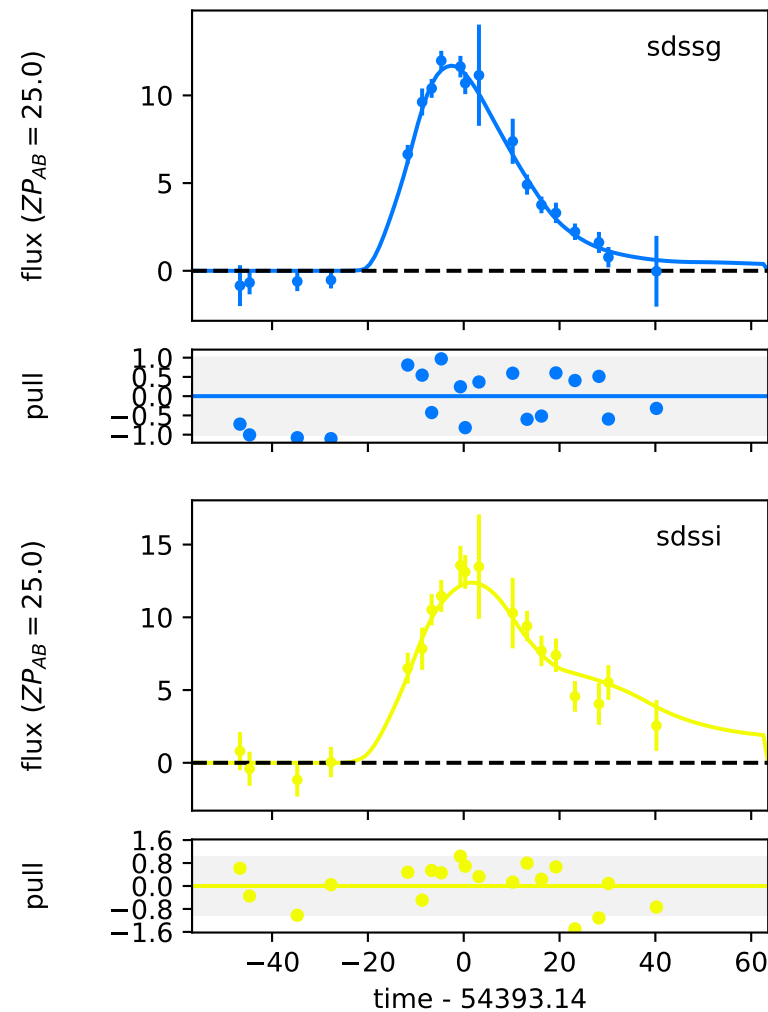 sdssg
flux (ZP_AB = 25.0)
10
5
0
pull
1.0
0.5
0.0
−0.5
−1.0
sdssi
flux (ZP_AB = 25.0)
15
10
5
0
pull
1.6
0.8
0.0
−0.8
−1.6
−40 −20 0 20 40 60
time - 54393.14